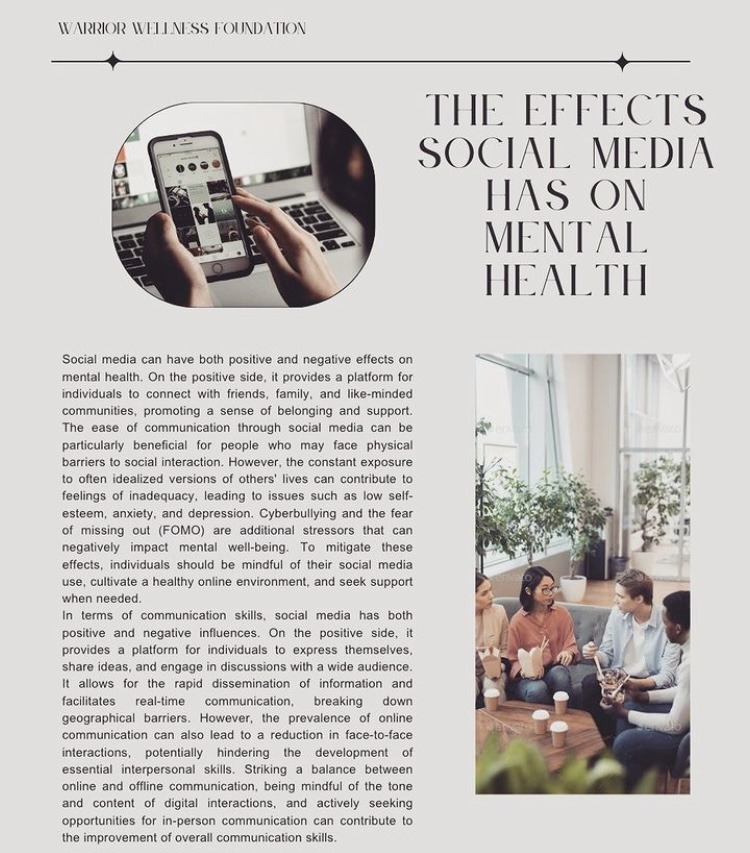 WARRIOR WELLNESS FOUNDATION
THE EFFECTS
SOCIAL MEDIA
HAS ON
MENTAL
HEALTH
Social media can have both positive and negative effects on
mental health. On the positive side, it provides a platform for
individuals to connect with friends, family, and like-minded
communities, promoting a sense of belonging and support.
The ease of communication through social media can be
particularly beneficial for people who may face physical
barriers to social interaction. However, the constant exposure
to often idealized versions of others' lives can contribute to
feelings of inadequacy, leading to issues such as low self-
esteem, anxiety, and depression. Cyberbullying and the fear
of missing out (FOMO) are additional stressors that can
negatively impact mental well-being. To mitigate these
effects, individuals should be mindful of their social media
use, cultivate a healthy online environment, and seek support
when needed.
In terms of communication skills, social media has both
positive and negative influences. On the positive side, it
provides a platform for individuals to express themselves,
share ideas, and engage in discussions with a wide audience.
It allows for the rapid dissemination of information and
facilitates real-time communication, breaking down
geographical barriers. However, the prevalence of online
communication can also lead to a reduction in face-to-face
interactions, potentially hindering the development of
essential interpersonal skills. Striking a balance between
online and offline communication, being mindful of the tone
and content of digital interactions, and actively seeking
opportunities for in-person communication can contribute to
the improvement of overall communication skills.